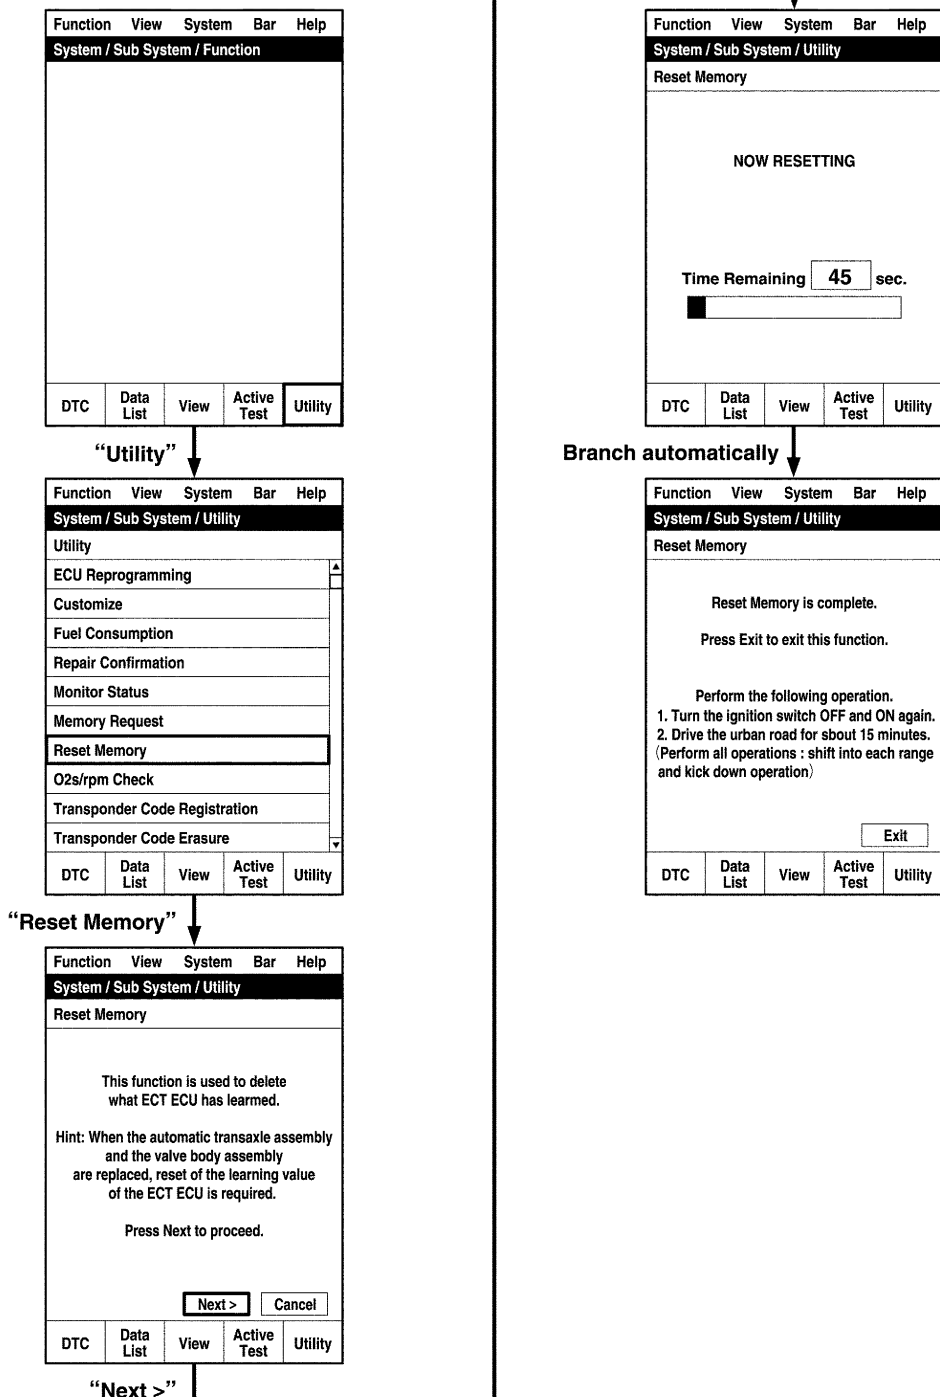 Function View System Bar Help
System / Sub System / Function
DTC Data List View Active Test Utility
“Utility”
Function View System Bar Help
System / Sub System / Utility
Utility
ECU Reprogramming
Customize
Fuel Consumption
Repair Confirmation
Monitor Status
Memory Request
Reset Memory
O2s/rpm Check
Transponder Code Registration
Transponder Code Erasure
DTC Data List View Active Test Utility
“Reset Memory”
Function View System Bar Help
System / Sub System / Utility
Reset Memory
This function is used to delete
what ECT ECU has learmed.
Hint: When the automatic transaxle assembly
and the valve body assembly
are replaced, reset of the learning value
of the ECT ECU is required.
Press Next to proceed.
Next > Cancel
DTC Data List View Active Test Utility
“Next >”
Function View System Bar Help
System / Sub System / Utility
Reset Memory
NOW RESETTING
Time Remaining 45 sec.
DTC Data List View Active Test Utility
Branch automatically
Function View System Bar Help
System / Sub System / Utility
Reset Memory
Reset Memory is complete.
Press Exit to exit this function.
Perform the following operation.
1. Turn the ignition switch OFF and ON again.
2. Drive the urban road for sbout 15 minutes.
(Perform all operations : shift into each range
and kick down operation)
Exit
DTC Data List View Active Test Utility